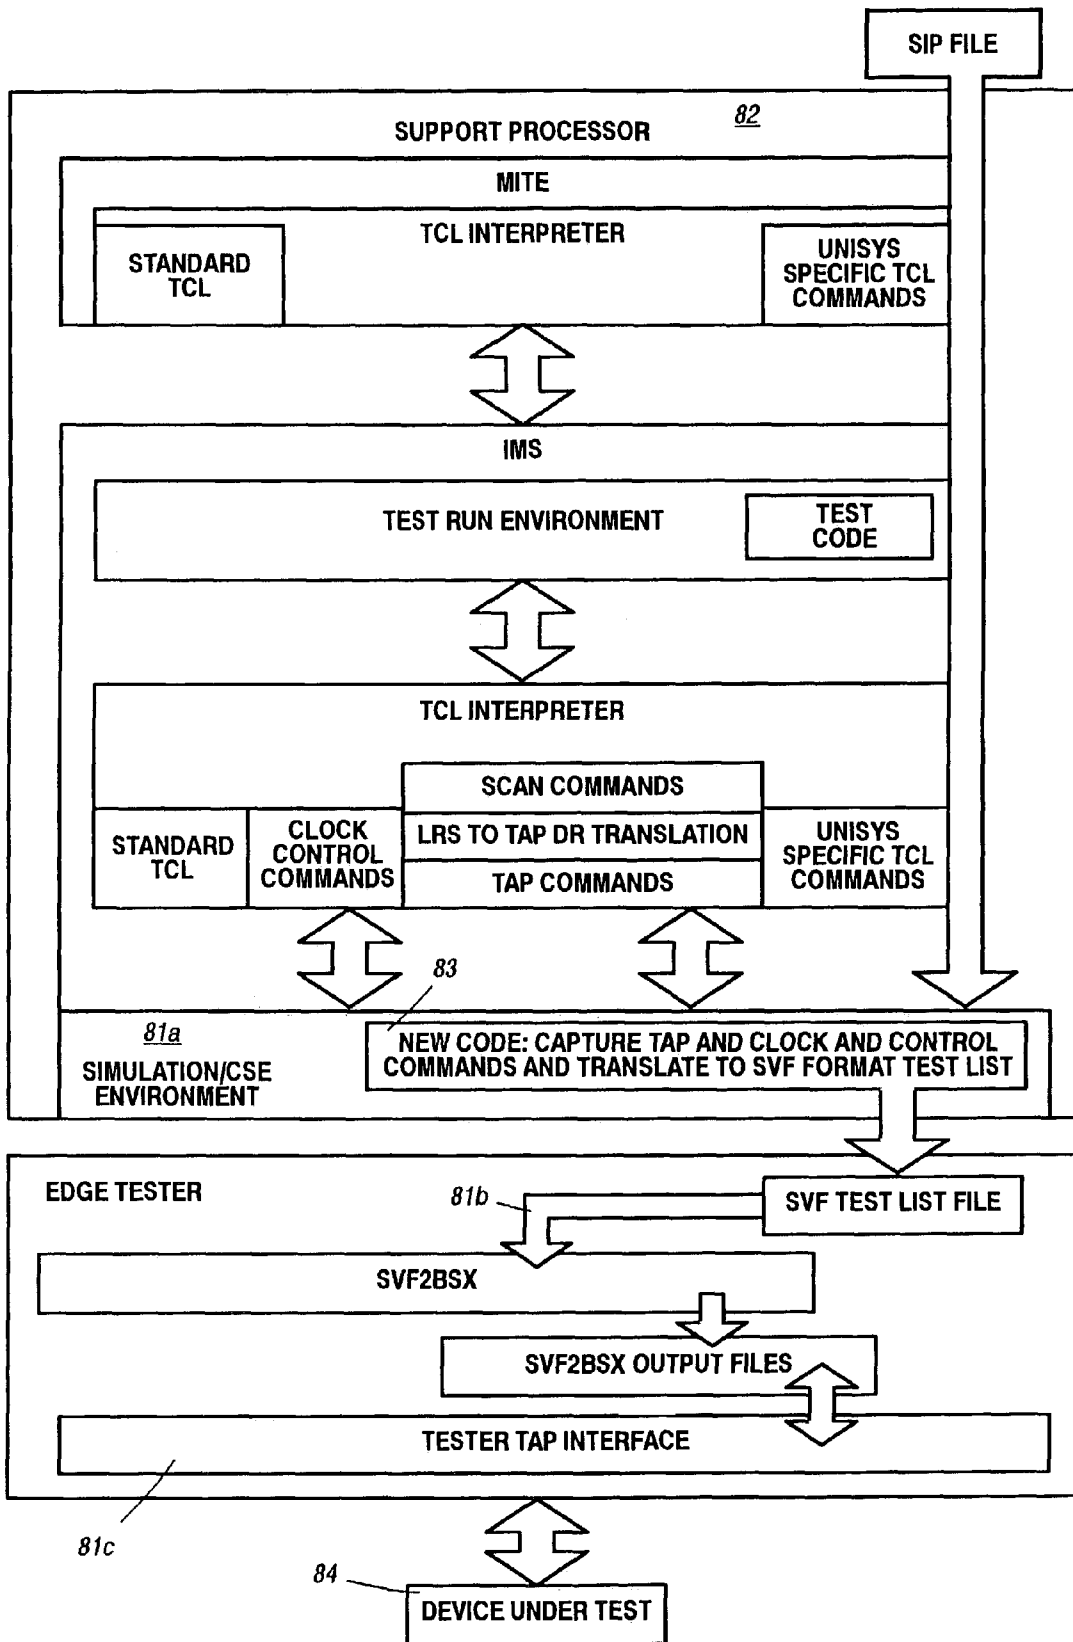 SIP FILE
82
SUPPORT PROCESSOR
MITE
TCL INTERPRETER
STANDARD
TCL
UNISYS
SPECIFIC TCL
COMMANDS
IMS
TEST RUN ENVIRONMENT
TEST
CODE
TCL INTERPRETER
SCAN COMMANDS
STANDARD
TCL
CLOCK
CONTROL
COMMANDS
LRS TO TAP DR TRANSLATION
TAP COMMANDS
UNISYS
SPECIFIC TCL
COMMANDS
83
81a
SIMULATION/CSE
ENVIRONMENT
NEW CODE: CAPTURE TAP AND CLOCK AND CONTROL
COMMANDS AND TRANSLATE TO SVF FORMAT TEST LIST
EDGE TESTER
81b
SVF TEST LIST FILE
SVF2BSX
SVF2BSX OUTPUT FILES
TESTER TAP INTERFACE
81c
84
DEVICE UNDER TEST